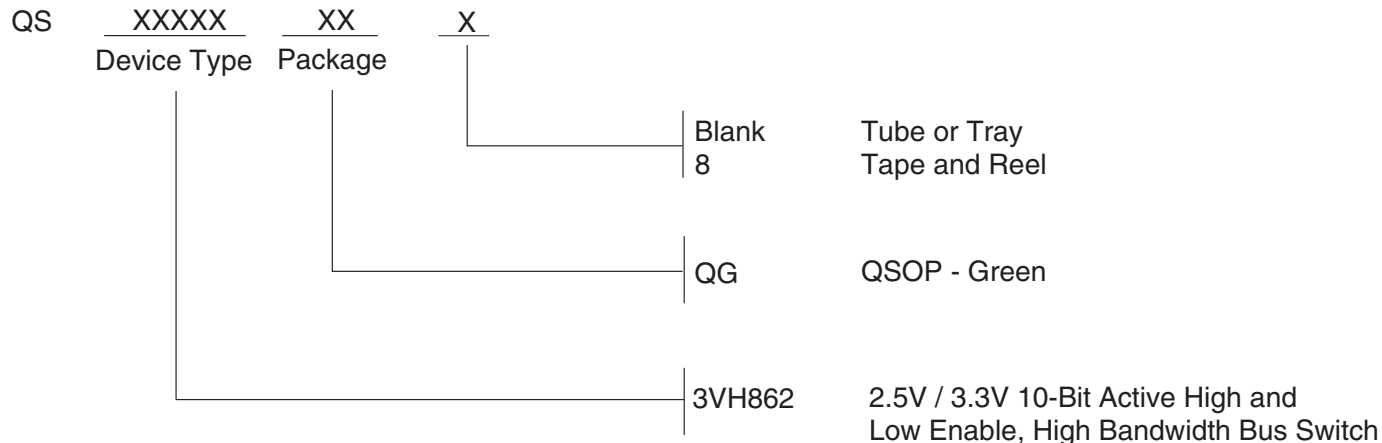 QS XXXXX XX X
Device Type Package
Blank Tube or Tray
8 Tape and Reel
QG QSOP - Green
3VH862 2.5V / 3.3V 10-Bit Active High and
Low Enable, High Bandwidth Bus Switch